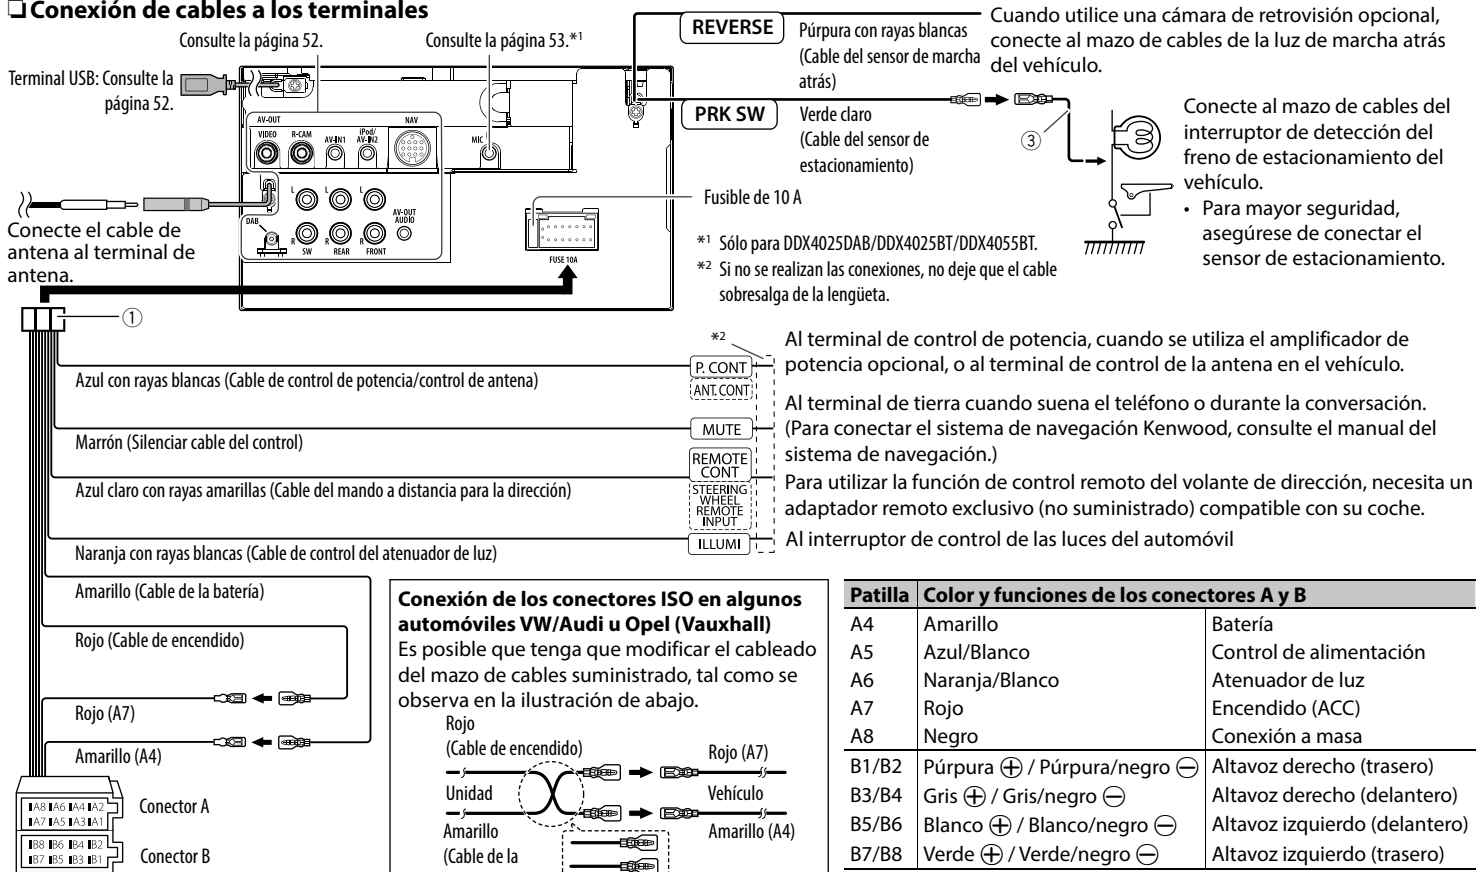 ❏ Conexión de cables a los terminales
Consulte la página 52.
Consulte la página 53.*1
Terminal USB: Consulte la
página 52.
REVERSE
Púrpura con rayas blancas
(Cable del sensor de marcha
atrás)
Cuando utilice una cámara de retrovisión opcional,
conecte al mazo de cables de la luz de marcha atrás
del vehículo.
PRK SW
Verde claro
(Cable del sensor de
estacionamiento)
③
Conecte al mazo de cables del
interruptor de detección del
freno de estacionamiento del
vehículo.
• Para mayor seguridad,
asegúrese de conectar el
sensor de estacionamiento.
AV-OUT
VIDEO R-CAM AV-IN1 iPod/
AV-IN2
NAV
MIC
L L L
DAB
AV-OUT
AUDIO
R R R
SW REAR FRONT
FUSE 10A
Fusible de 10 A
*1 Sólo para DDX4025DAB/DDX4025BT/DDX4055BT.
*2 Si no se realizan las conexiones, no deje que el cable
sobresalga de la lengüeta.
Conecte el cable de
antena al terminal de
antena.
①
*2
Azul con rayas blancas (Cable de control de potencia/control de antena)
P. CONT
ANT. CONT
Al terminal de control de potencia, cuando se utiliza el amplificador de
potencia opcional, o al terminal de control de la antena en el vehículo.
Marrón (Silenciar cable del control)
MUTE
Al terminal de tierra cuando suena el teléfono o durante la conversación.
(Para conectar el sistema de navegación Kenwood, consulte el manual del
sistema de navegación.)
Azul claro con rayas amarillas (Cable del mando a distancia para la dirección)
REMOTE
CONT
STEERING
WHEEL
REMOTE
INPUT
Para utilizar la función de control remoto del volante de dirección, necesita un
adaptador remoto exclusivo (no suministrado) compatible con su coche.
Naranja con rayas blancas (Cable de control del atenuador de luz)
ILLUMI
Al interruptor de control de las luces del automóvil
Amarillo (Cable de la batería)
Rojo (Cable de encendido)
Rojo (A7)
Amarillo (A4)
A8 A6 A4 A2
A7 A5 A3 A1
Conector A
B8 B6 B4 B2
B7 B5 B3 B1
Conector B
Conexión de los conectores ISO en algunos
automóviles VW/Audi u Opel (Vauxhall)
Es posible que tenga que modificar el cableado
del mazo de cables suministrado, tal como se
observa en la ilustración de abajo.
Rojo
(Cable de encendido)
Rojo (A7)
Unidad
Vehículo
Amarillo
(Cable de la
Amarillo (A4)
Patilla Color y funciones de los conectores A y B
A4 Amarillo Batería
A5 Azul/Blanco Control de alimentación
A6 Naranja/Blanco Atenuador de luz
A7 Rojo Encendido (ACC)
A8 Negro Conexión a masa
B1/B2 Púrpura ⊕ / Púrpura/negro ⊖ Altavoz derecho (trasero)
B3/B4 Gris ⊕ / Gris/negro ⊖ Altavoz derecho (delantero)
B5/B6 Blanco ⊕ / Blanco/negro ⊖ Altavoz izquierdo (delantero)
B7/B8 Verde ⊕ / Verde/negro ⊖ Altavoz izquierdo (trasero)